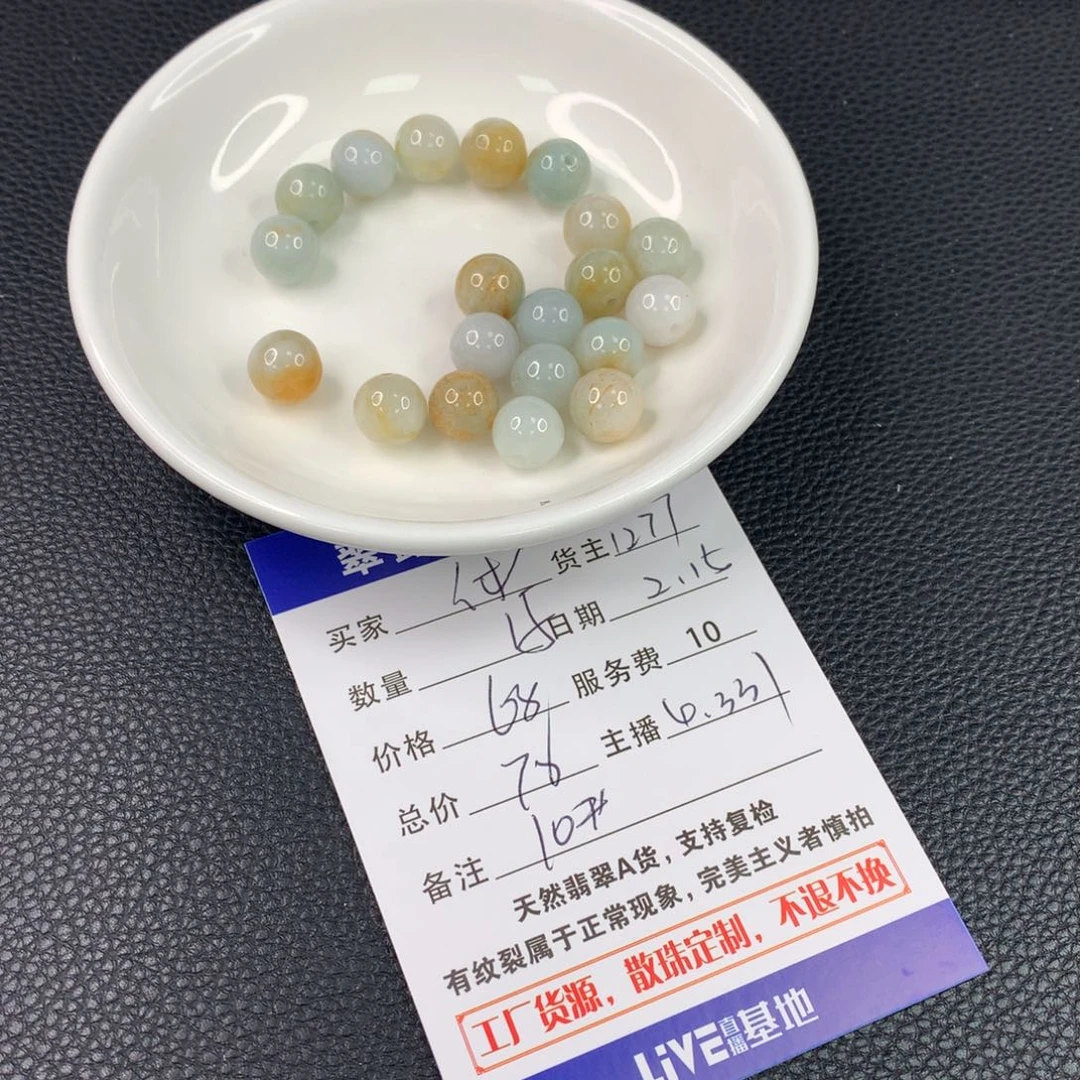 翠
买家 货主1277
数量 日期 2.15
价格 68 服务费 10
总价 78 主播
备注 10#
天然翡翠A货，支持复检
有纹裂属于正常现象，完美主义者慎拍
工厂货源，散珠定制，不退不换
LiVE直播基地